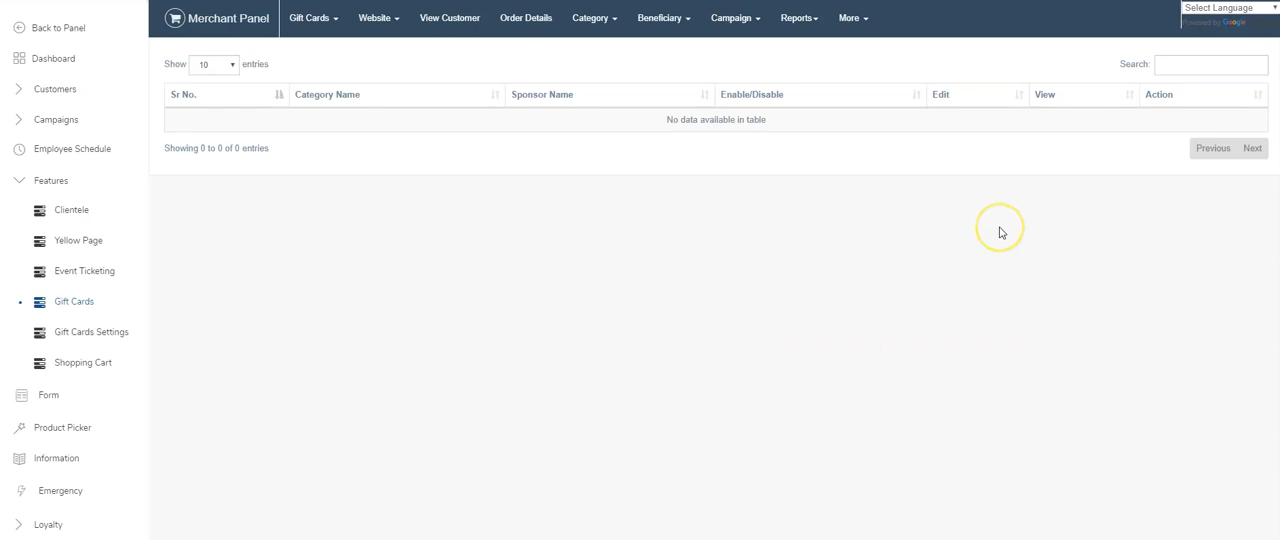 Back to Panel
Dashboard
Customers
Campaigns
Employee Schedule
Features
Clientele
Yellow Page
Event Ticketing
Gift Cards
Gift Cards Settings
Shopping Cart
Form
Product Picker
Information
Emergency
Loyalty
Merchant Panel Gift Cards Website View Customer Order Details Category Beneficiary Campaign Reports More
Select Language
Powered by Google
Show 10 entries Search:
Sr No. Category Name Sponsor Name Enable/Disable Edit View Action
No data available in table
Showing 0 to 0 of 0 entries Previous Next